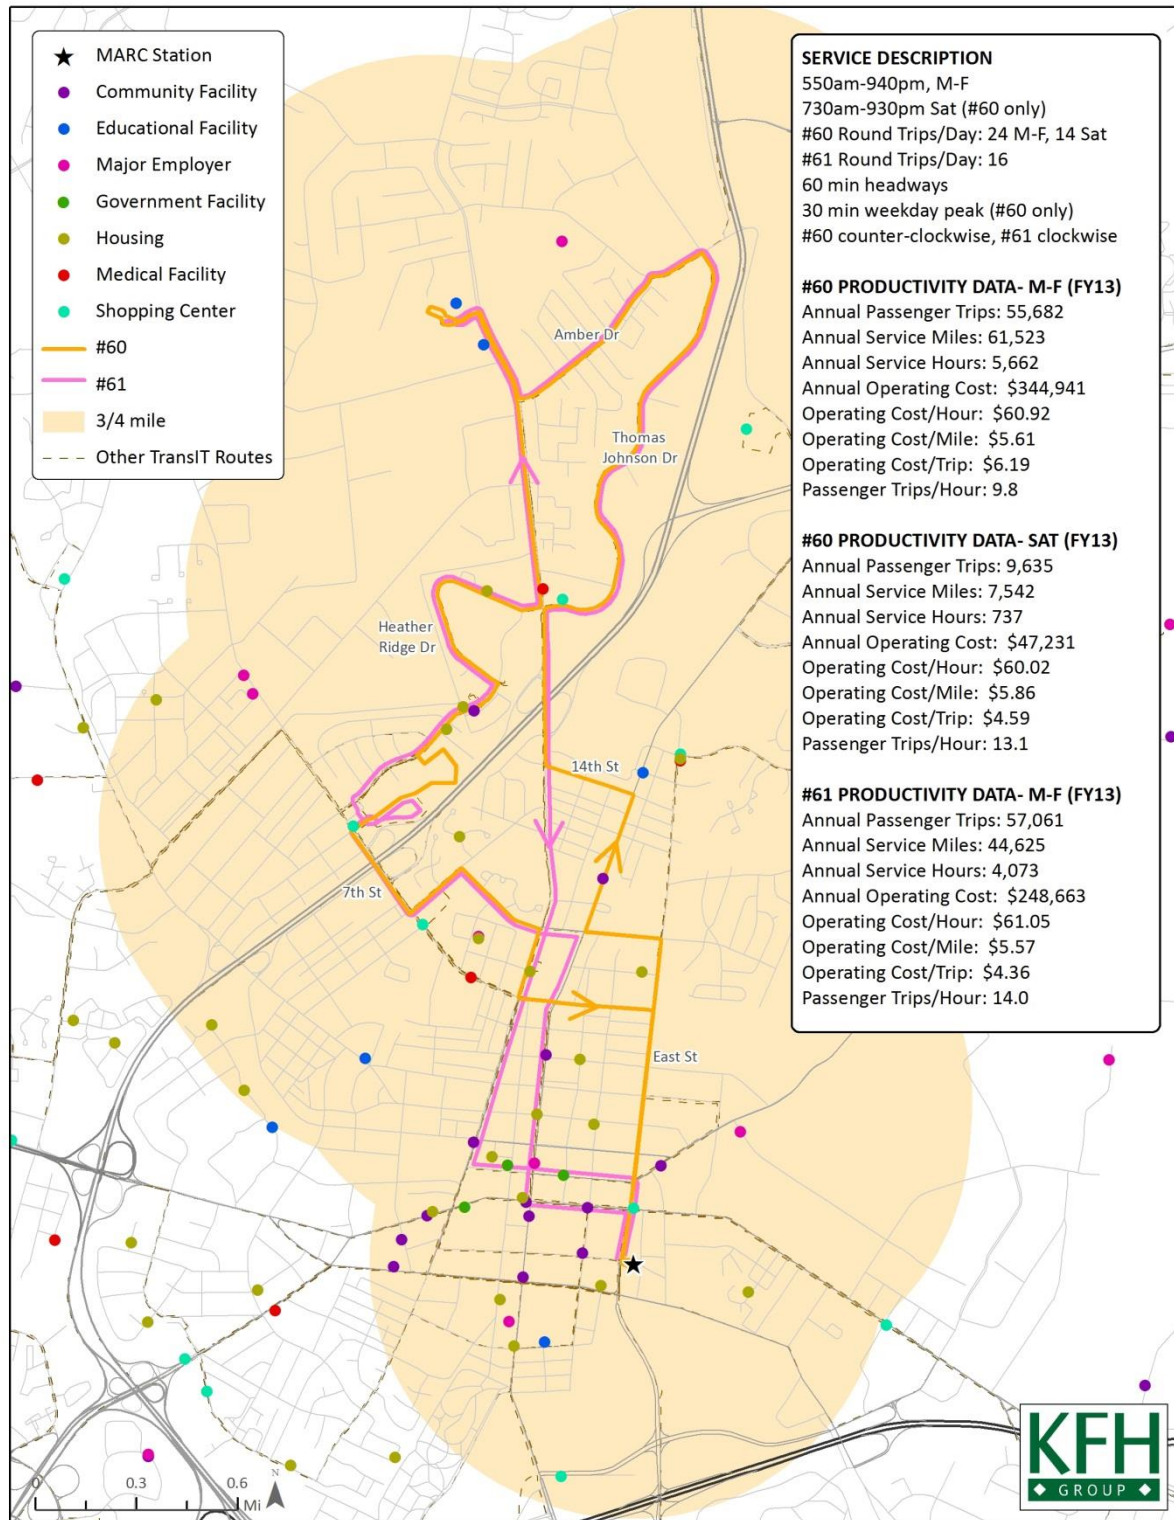 MARC Station
Community Facility
Educational Facility
Major Employer
Government Facility
Housing
Medical Facility
Shopping Center
#60
#61
3/4 mile
Other TransIT Routes
SERVICE DESCRIPTION
550am-940pm, M-F
730am-930pm Sat (#60 only)
#60 Round Trips/Day: 24 M-F, 14 Sat
#61 Round Trips/Day: 16
60 min headways
30 min weekday peak (#60 only)
#60 counter-clockwise, #61 clockwise
#60 PRODUCTIVITY DATA- M-F (FY13)
Annual Passenger Trips: 55,682
Annual Service Miles: 61,523
Annual Service Hours: 5,662
Annual Operating Cost: $344,941
Operating Cost/Hour: $60.92
Operating Cost/Mile: $5.61
Operating Cost/Trip: $6.19
Passenger Trips/Hour: 9.8
#60 PRODUCTIVITY DATA- SAT (FY13)
Annual Passenger Trips: 9,635
Annual Service Miles: 7,542
Annual Service Hours: 737
Annual Operating Cost: $47,231
Operating Cost/Hour: $60.02
Operating Cost/Mile: $5.86
Operating Cost/Trip: $4.59
Passenger Trips/Hour: 13.1
#61 PRODUCTIVITY DATA- M-F (FY13)
Annual Passenger Trips: 57,061
Annual Service Miles: 44,625
Annual Service Hours: 4,073
Annual Operating Cost: $248,663
Operating Cost/Hour: $61.05
Operating Cost/Mile: $5.57
Operating Cost/Trip: $4.36
Passenger Trips/Hour: 14.0
Amber Dr
Thomas
Johnson Dr
Heather
Ridge Dr
14th St
7th St
East St
0 0.3 0.6
Mi
N
KFH
GROUP